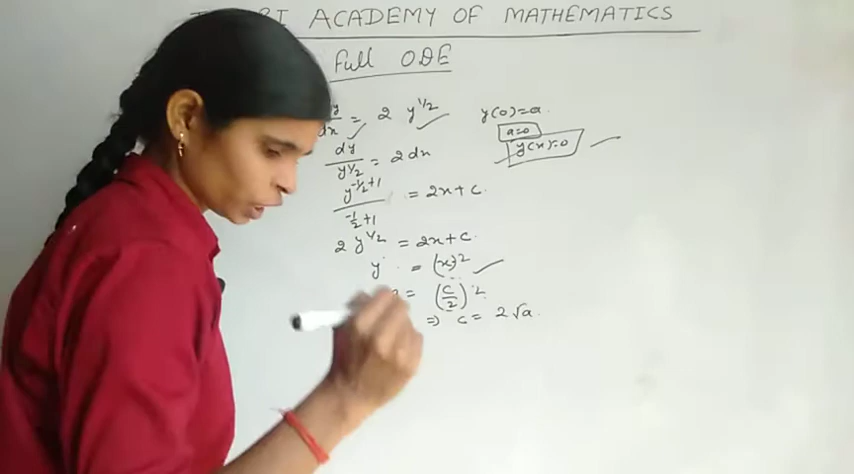 ACADEMY OF MATHEMATICS
Full ODE
= 2 y^1/2
y(0)=a.
a=0
y(x)=0
dy/y^1/2 = 2dx
y^-1/2+1/-1/2+1 = 2x+c.
2 y^1/2 = 2x+c.
y = (x)^2
= (c/2)^2
⇒ c= 2√a.